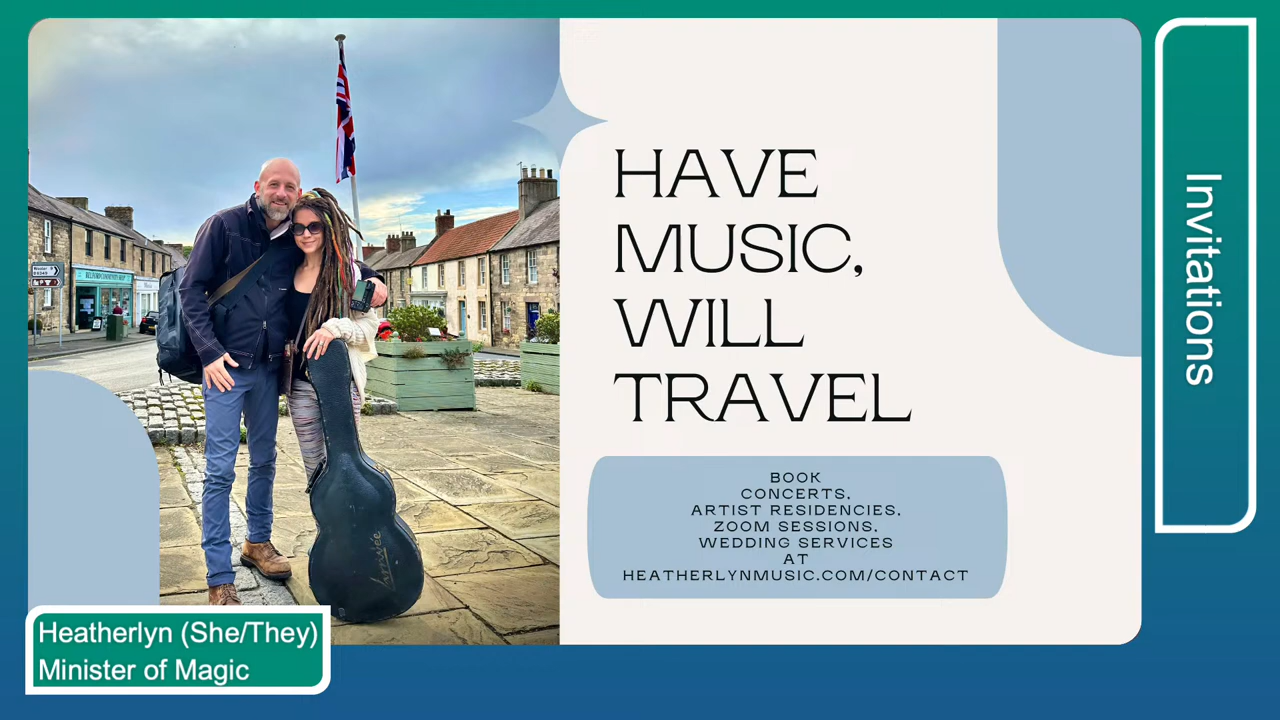 HAVE
MUSIC,
WILL
TRAVEL
BOOK
CONCERTS,
ARTIST RESIDENCIES,
ZOOM SESSIONS,
WEDDING SERVICES
AT
HEATHERLYNMUSIC.COM/CONTACT
Invitations
Heatherlyn (She/They)
Minister of Magic